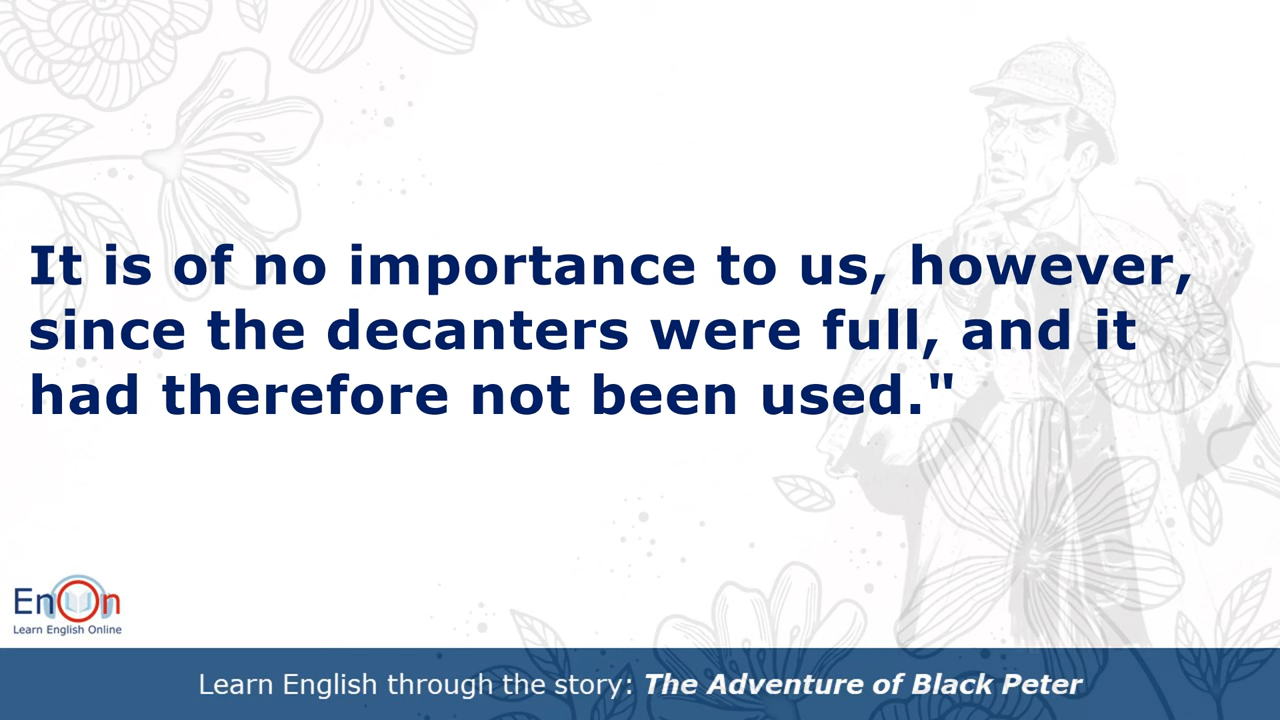 It is of no importance to us, however,
since the decanters were full, and it
had therefore not been used."
EnOn
Learn English Online
Learn English through the story: The Adventure of Black Peter